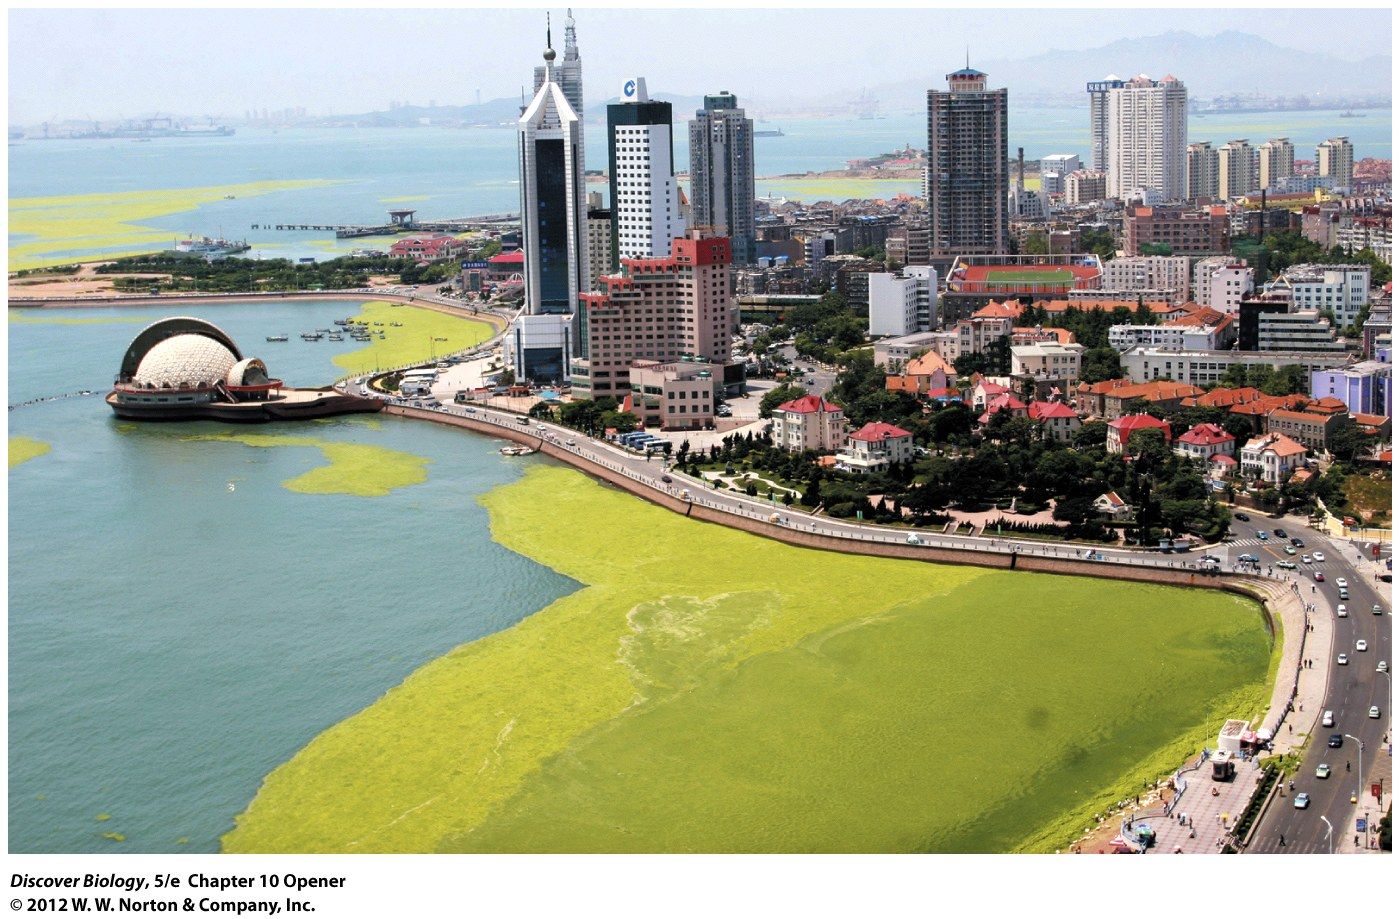 Discover Biology, 5/e Chapter 10 Opener
© 2012 W. W. Norton & Company, Inc.